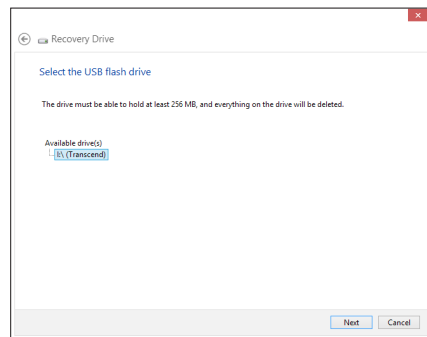 Recovery Drive
Select the USB flash drive
The drive must be able to hold at least 256 MB, and everything on the drive will be deleted.
Available drive(s)
I:\ (Transcend)
Next Cancel